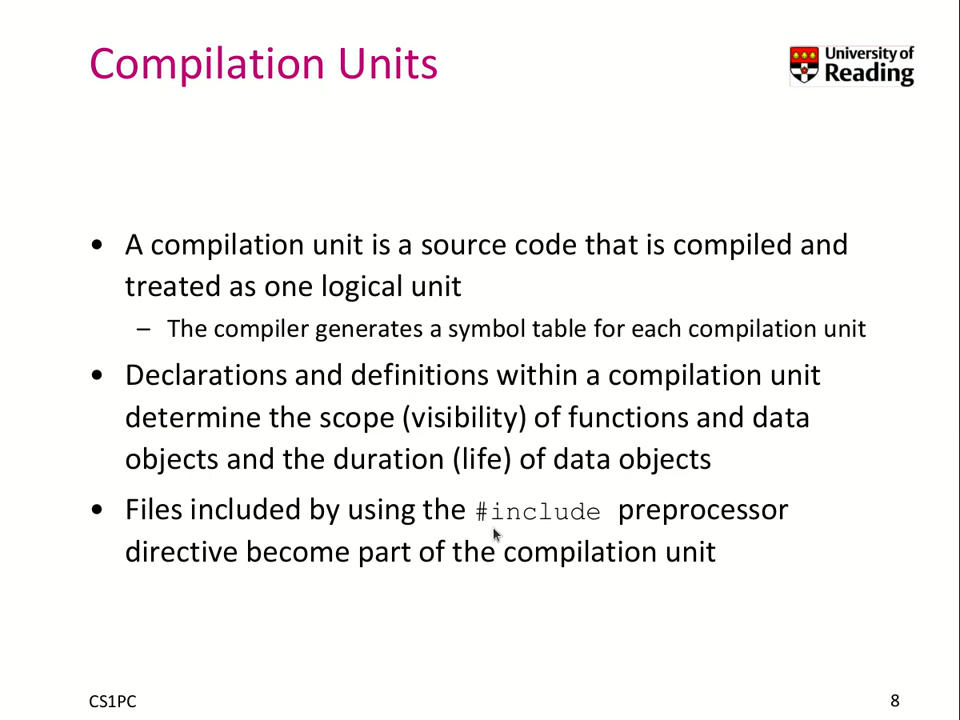 Compilation Units
University of
Reading
• A compilation unit is a source code that is compiled and
treated as one logical unit
– The compiler generates a symbol table for each compilation unit
• Declarations and definitions within a compilation unit
determine the scope (visibility) of functions and data
objects and the duration (life) of data objects
• Files included by using the #include preprocessor
directive become part of the compilation unit
CS1PC
8